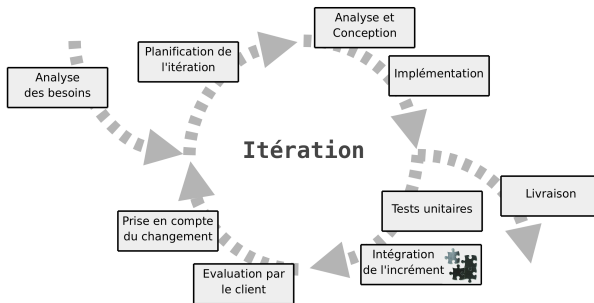 Analyse et
Conception
Planification de
l'itération
Implémentation
Analyse
des besoins
Itération
Livraison
Tests unitaires
Prise en compte
du changement
Intégration
de l'incrément
Evaluation par
le client